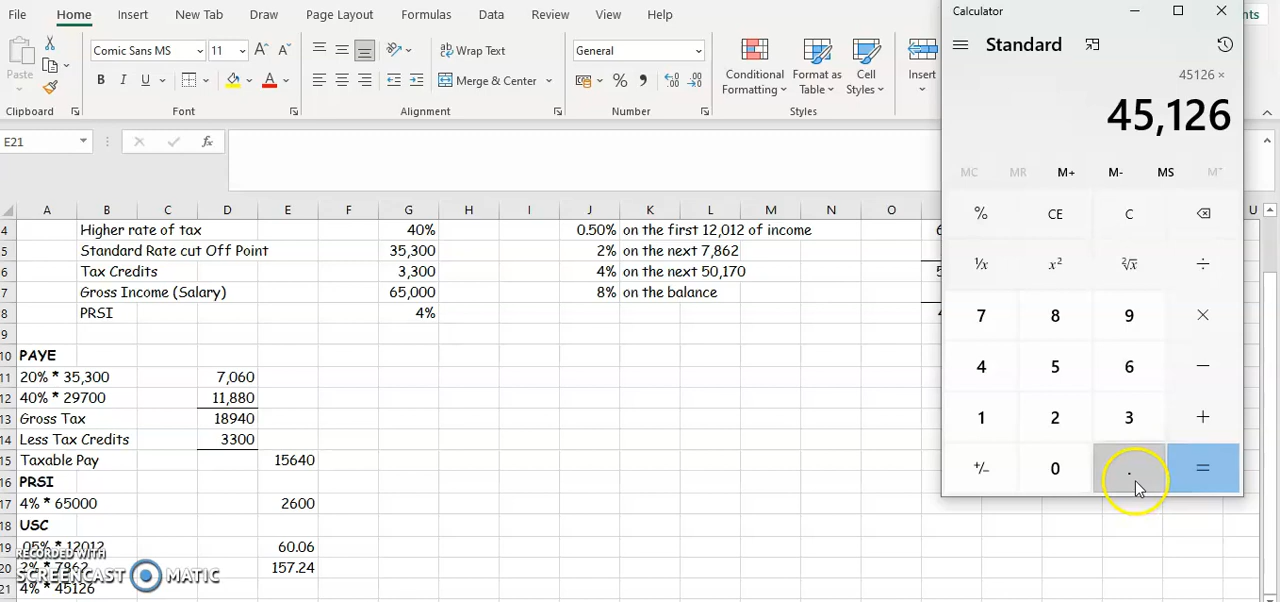 File Home Insert New Tab Draw Page Layout Formulas Data Review View Help
Comic Sans MS 11 A A Wrap Text General
Paste B I U A Merge & Center % , Conditional Formatting Format as Table Cell Styles Insert
Clipboard Font Alignment Number Styles
E21 fx
A B C D E F G H I J K L M N O U
4 Higher rate of tax 40% 0.50% on the first 12,012 of income
5 Standard Rate cut Off Point 35,300 2% on the next 7,862
6 Tax Credits 3,300 4% on the next 50,170
7 Gross Income (Salary) 65,000 8% on the balance
8 PRSI 4%
9
10 PAYE
11 20% * 35,300 7,060
12 40% * 29700 11,880
13 Gross Tax 18940
14 Less Tax Credits 3300
15 Taxable Pay 15640
16 PRSI
17 4% * 65000 2600
18 USC
19 .05% * 12012 60.06
20 2% * 7862 157.24
21 4% * 45126
RECORDED WITH
SCREENCAST MATIC
Calculator
Standard
45126 ×
45,126
MC MR M+ M- MS
% CE C
¹/x x² ²√x ÷
7 8 9 ×
4 5 6 −
1 2 3 +
+/− 0 . =